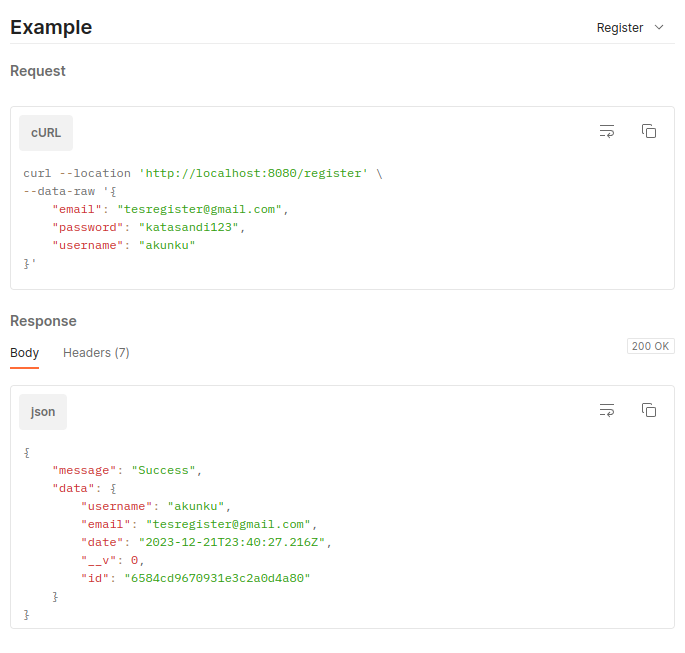 Example
Register
Request
cURL
curl --location 'http://localhost:8080/register' \
--data-raw '{
    "email": "tesregister@gmail.com",
    "password": "katasandi123",
    "username": "akunku"
}'
Response
Body Headers (7)
200 OK
json
{
    "message": "Success",
    "data": {
        "username": "akunku",
        "email": "tesregister@gmail.com",
        "date": "2023-12-21T23:40:27.216Z",
        "__v": 0,
        "id": "6584cd9670931e3c2a0d4a80"
    }
}